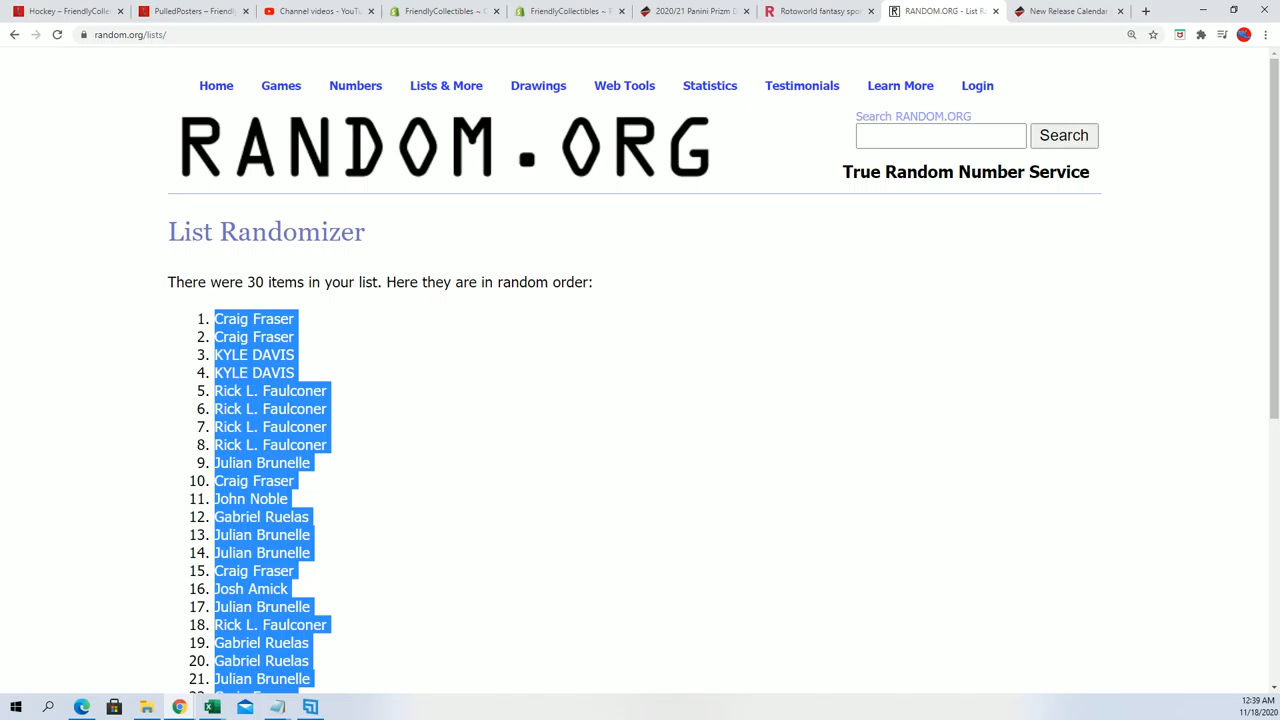 Hockey – FriendlyColle
PulledPosters – Friendly
Channel videos - YouTu
FriendlyCollectibles ~ C
FriendlyCollectibles ~ F
2020/21 Panini Prizm D
Rotoworld fantasy spo
RANDOM.ORG - List Ra
New Release Calendar
random.org/lists/
Home Games Numbers Lists & More Drawings Web Tools Statistics Testimonials Learn More Login
RANDOM.ORG
Search RANDOM.ORG
Search
True Random Number Service
List Randomizer
There were 30 items in your list. Here they are in random order:
1. Craig Fraser
2. Craig Fraser
3. KYLE DAVIS
4. KYLE DAVIS
5. Rick L. Faulconer
6. Rick L. Faulconer
7. Rick L. Faulconer
8. Rick L. Faulconer
9. Julian Brunelle
10. Craig Fraser
11. John Noble
12. Gabriel Ruelas
13. Julian Brunelle
14. Julian Brunelle
15. Craig Fraser
16. Josh Amick
17. Julian Brunelle
18. Rick L. Faulconer
19. Gabriel Ruelas
20. Gabriel Ruelas
21. Julian Brunelle
12:39 AM
11/18/2020